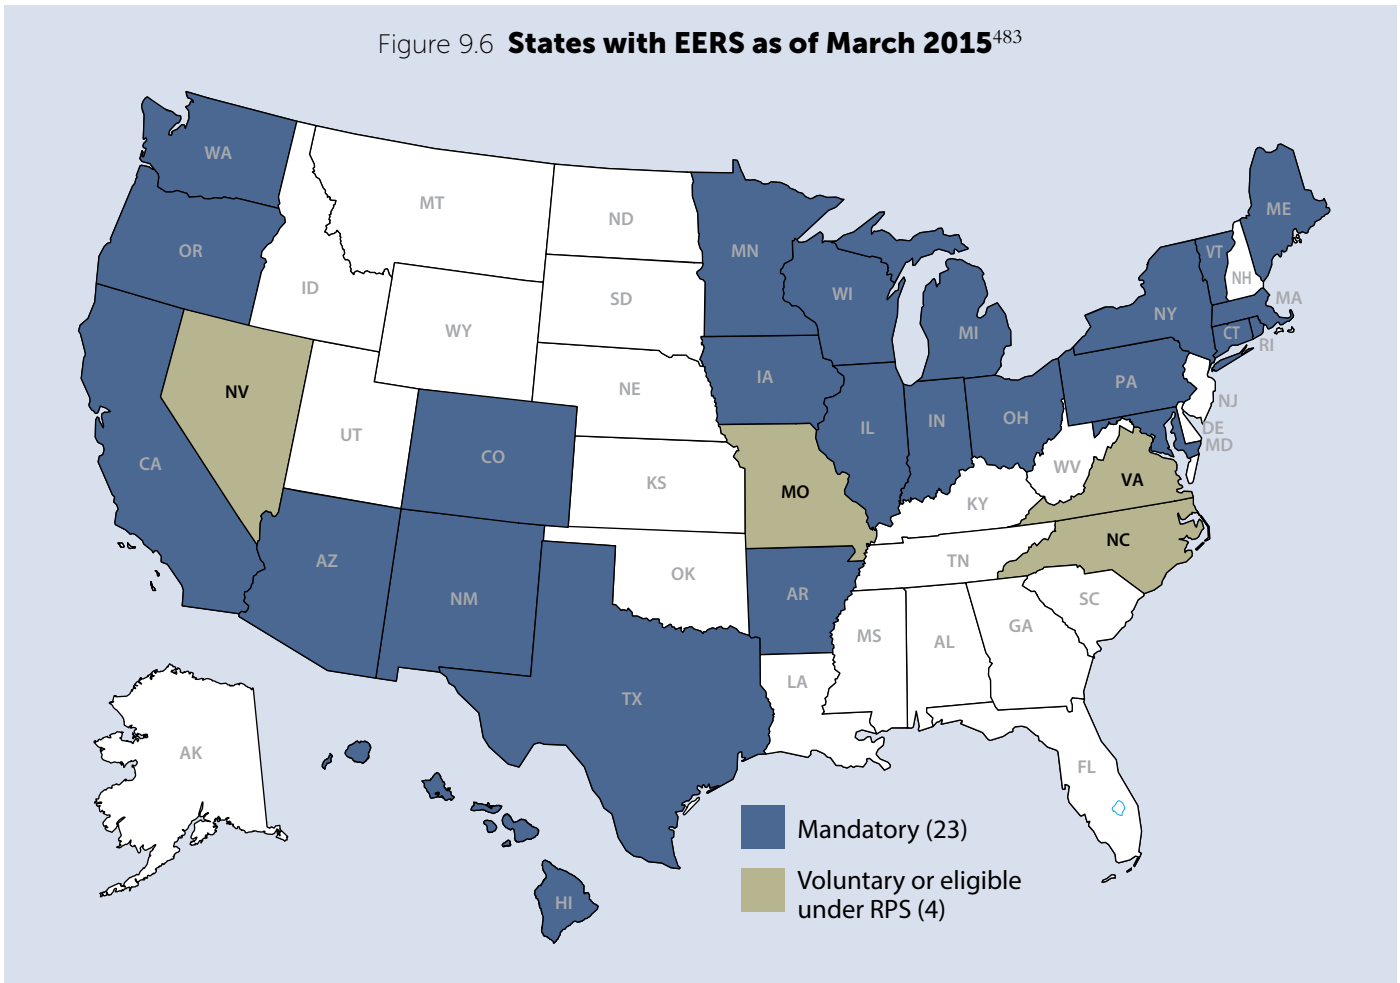 Figure 9.6 States with EERS as of March 2015483
WA
MT
ND
MN
ME
OR
ID
SD
WI
VT
NH
WY
MI
NY
MA
CT
RI
NV
NE
IA
PA
NJ
UT
CO
IL
IN
OH
DE
MD
CA
KS
MO
WV
VA
KY
NC
AZ
NM
OK
AR
TN
SC
MS
AL
GA
TX
LA
AK
FL
HI
Mandatory (23)
Voluntary or eligible
under RPS (4)